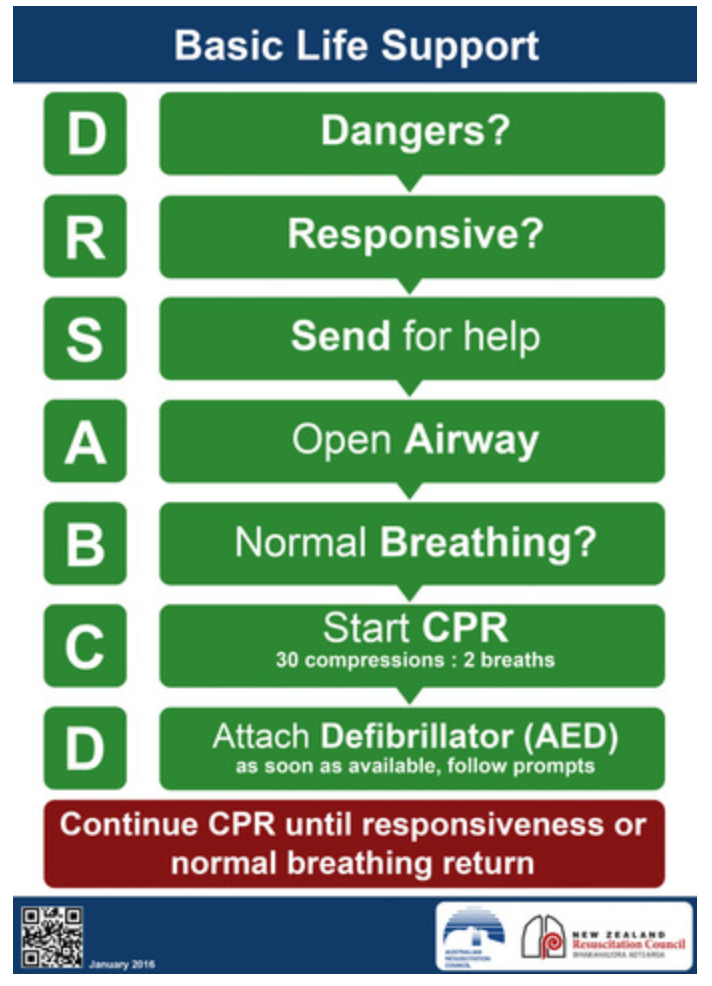 Basic Life Support
D
Dangers?
R
Responsive?
S
Send for help
A
Open Airway
B
Normal Breathing?
C
Start CPR
30 compressions : 2 breaths
D
Attach Defibrillator (AED)
as soon as available, follow prompts
Continue CPR until responsiveness or
normal breathing return
January 2016
AUSTRALIAN
RESUSCITATION
COUNCIL
NEW ZEALAND
Resuscitation Council
WHAKAHAUORA AOTEAROA